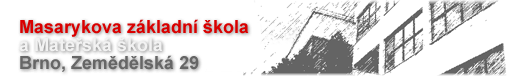 Masarykova základní škola
a Mateřská škola
Brno, Zemědělská 29